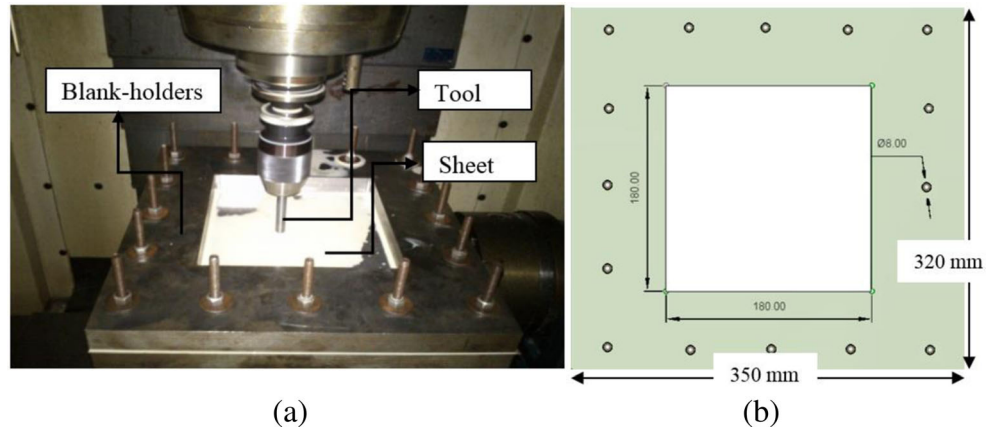 Blank-holders
Tool
Sheet
Ø8.00
180.00
320 mm
180.00
350 mm
(a)
(b)